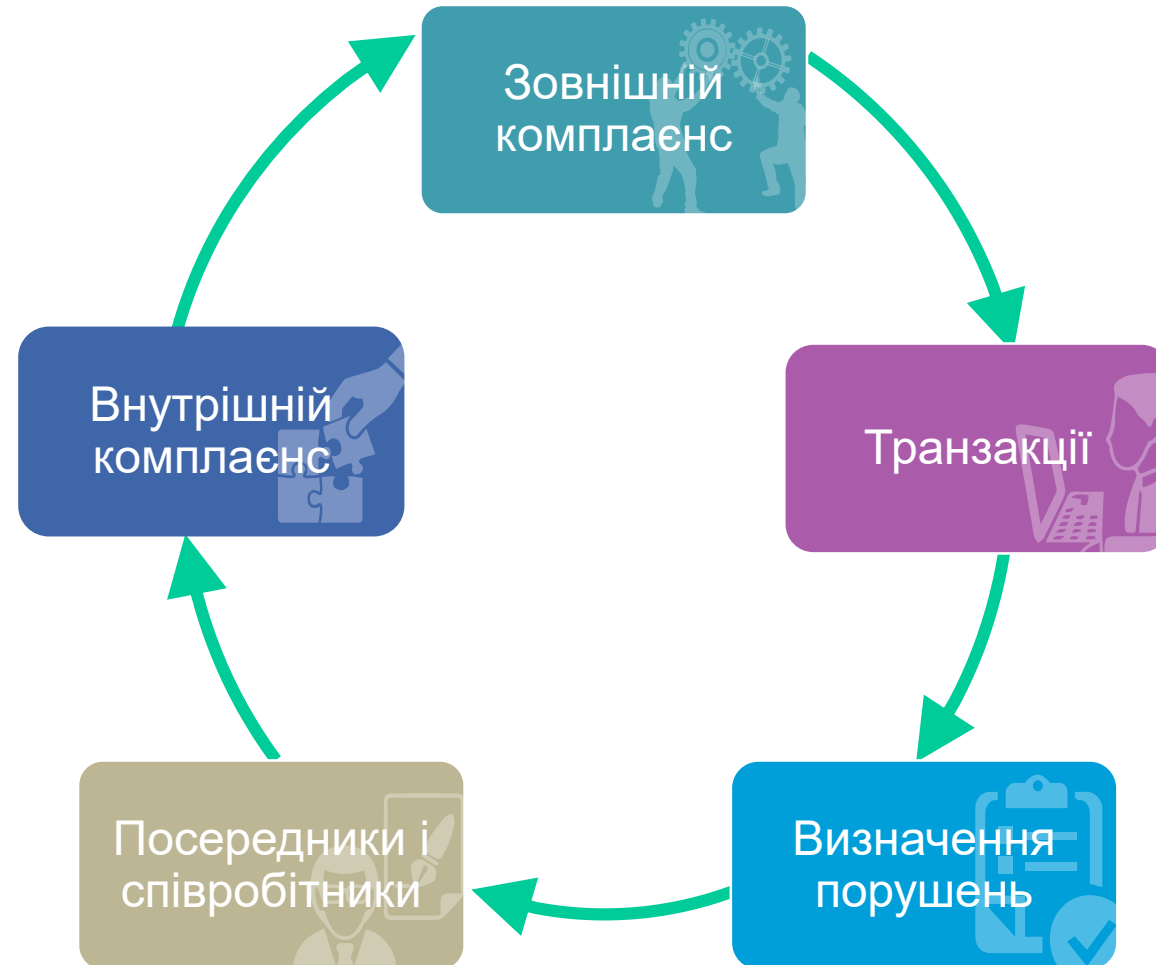 Зовнішній
комплаєнс
Транзакції
Визначення
порушень
Посередники і
співробітники
Внутрішній
комплаєнс